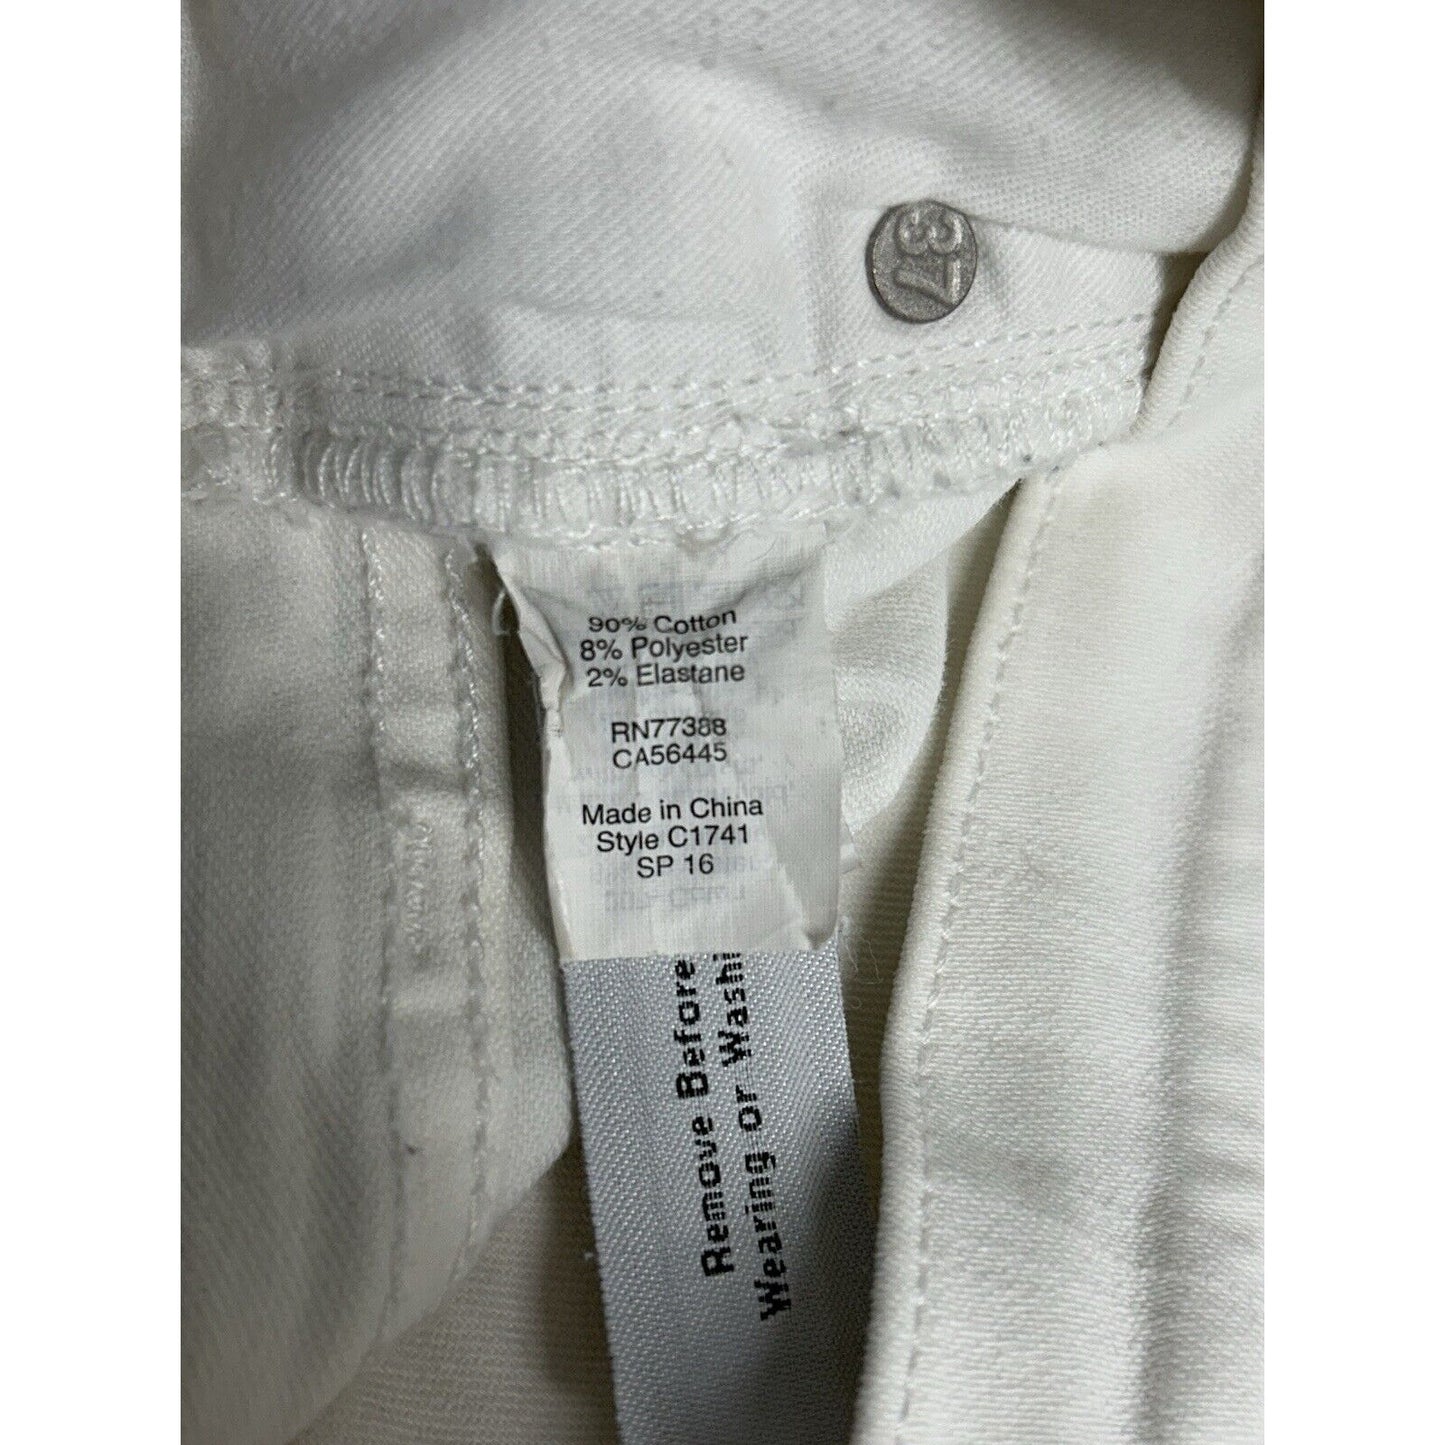 37
90% Cotton
8% Polyester
2% Elastane
RN77388
CA56445
Made in China
Style C1741
SP 16
Remove Before
Wearing or Washi